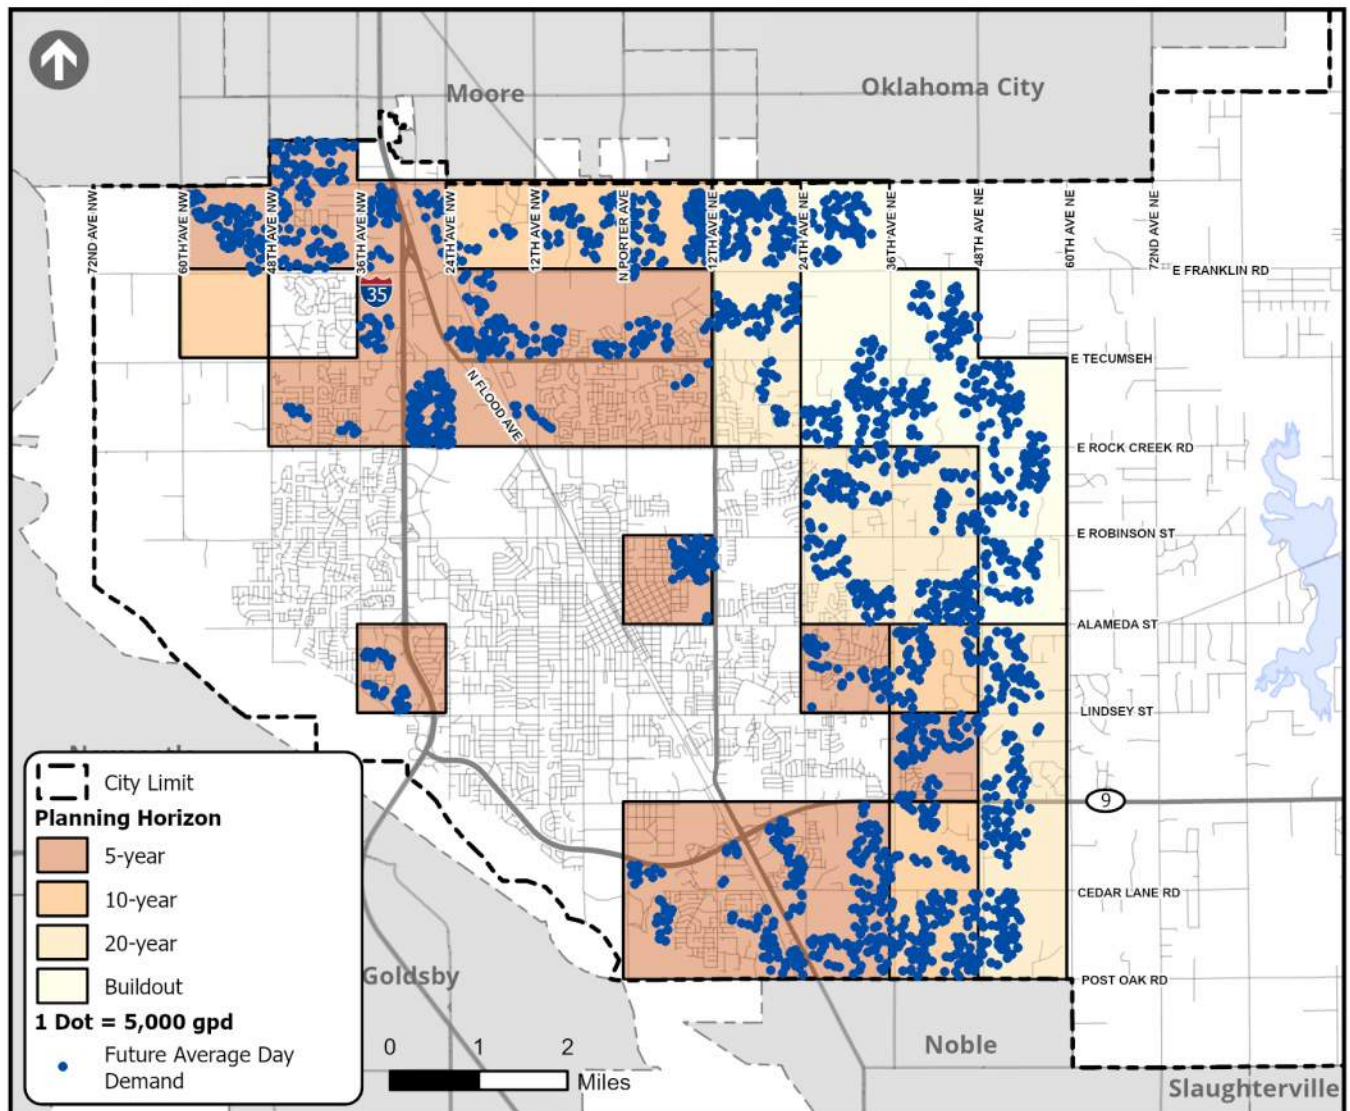 Moore
Oklahoma City
72ND AVE NW
60TH AVE NW
48TH AVE NW
36TH AVE NW
24TH AVE NW
12TH AVE NW
N PORTER AVE
12TH AVE NE
24TH AVE NE
36TH AVE NE
48TH AVE NE
60TH AVE NE
72ND AVE NE
E FRANKLIN RD
35
E TECUMSEH
N FLOOD AVE
E ROCK CREEK RD
E ROBINSON ST
ALAMEDA ST
LINDSEY ST
9
CEDAR LANE RD
POST OAK RD
Goldsby
Noble
Slaughterville
City Limit
Planning Horizon
5-year
10-year
20-year
Buildout
1 Dot = 5,000 gpd
Future Average Day
Demand
0 1 2
Miles